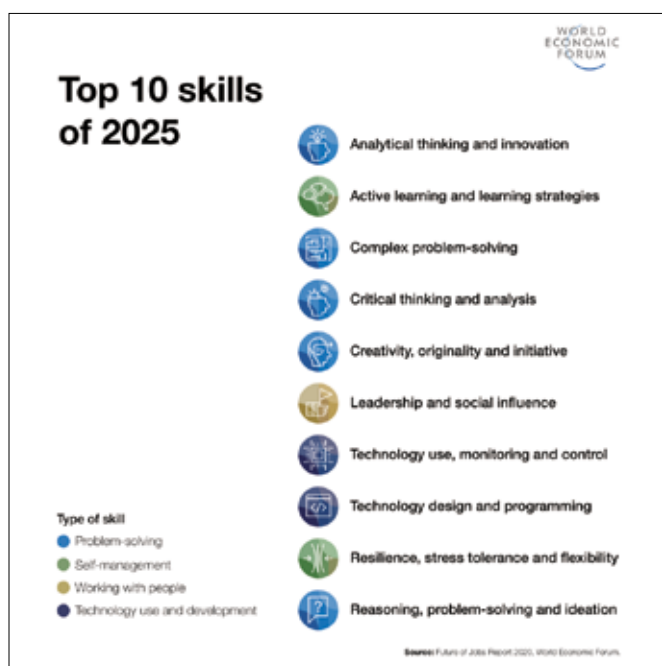 WORLD
ECONOMIC
FORUM
Top 10 skills
of 2025
Analytical thinking and innovation
Active learning and learning strategies
Complex problem-solving
Critical thinking and analysis
Creativity, originality and initiative
Leadership and social influence
Technology use, monitoring and control
Technology design and programming
Resilience, stress tolerance and flexibility
Reasoning, problem-solving and ideation
Type of skill
Problem-solving
Self-management
Working with people
Technology use and development
Source: Future of Jobs Report 2020, World Economic Forum.